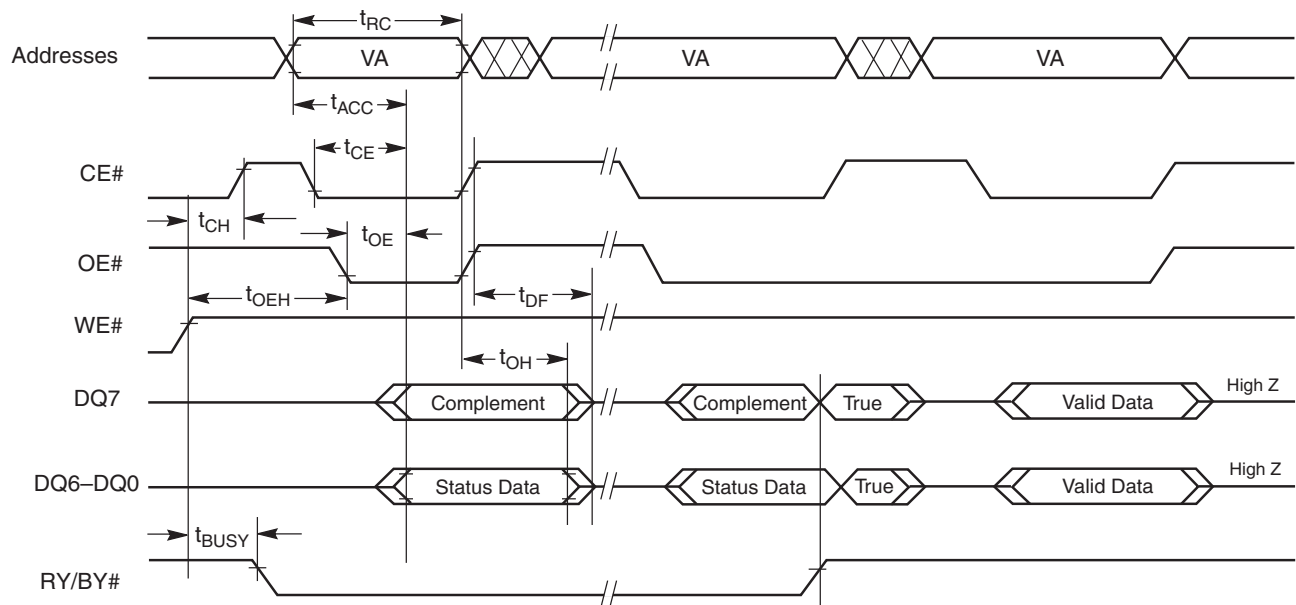 tRC
Addresses VA VA VA
tACC
tCE
CE#
tCH
tOE
OE#
tOEH
tDF
WE#
tOH
DQ7 Complement Complement True Valid Data High Z
DQ6–DQ0 Status Data Status Data True Valid Data High Z
tBUSY
RY/BY#